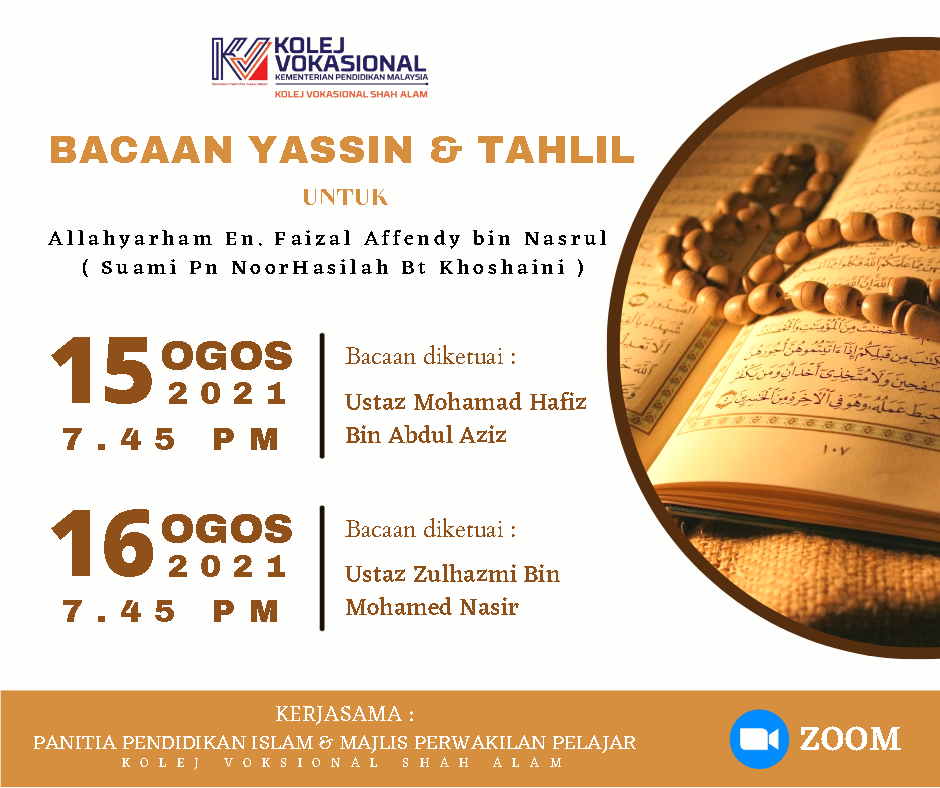 KOLEJ
VOKASIONAL
KEMENTERIAN PENDIDIKAN MALAYSIA
KOLEJ VOKASIONAL SHAH ALAM
BACAAN YASSIN & TAHLIL
UNTUK
Allahyarham En. Faizal Affendy bin Nasrul
( Suami Pn NoorHasilah Bt Khoshaini )
15 OGOS
2021
7.45 PM
Bacaan diketuai :
Ustaz Mohamad Hafiz
Bin Abdul Aziz
16 OGOS
2021
7.45 PM
Bacaan diketuai :
Ustaz Zulhazmi Bin
Mohamed Nasir
١٠٧
KERJASAMA :
PANITIA PENDIDIKAN ISLAM & MAJLIS PERWAKILAN PELAJAR
KOLEJ VOKSIONAL SHAH ALAM
ZOOM